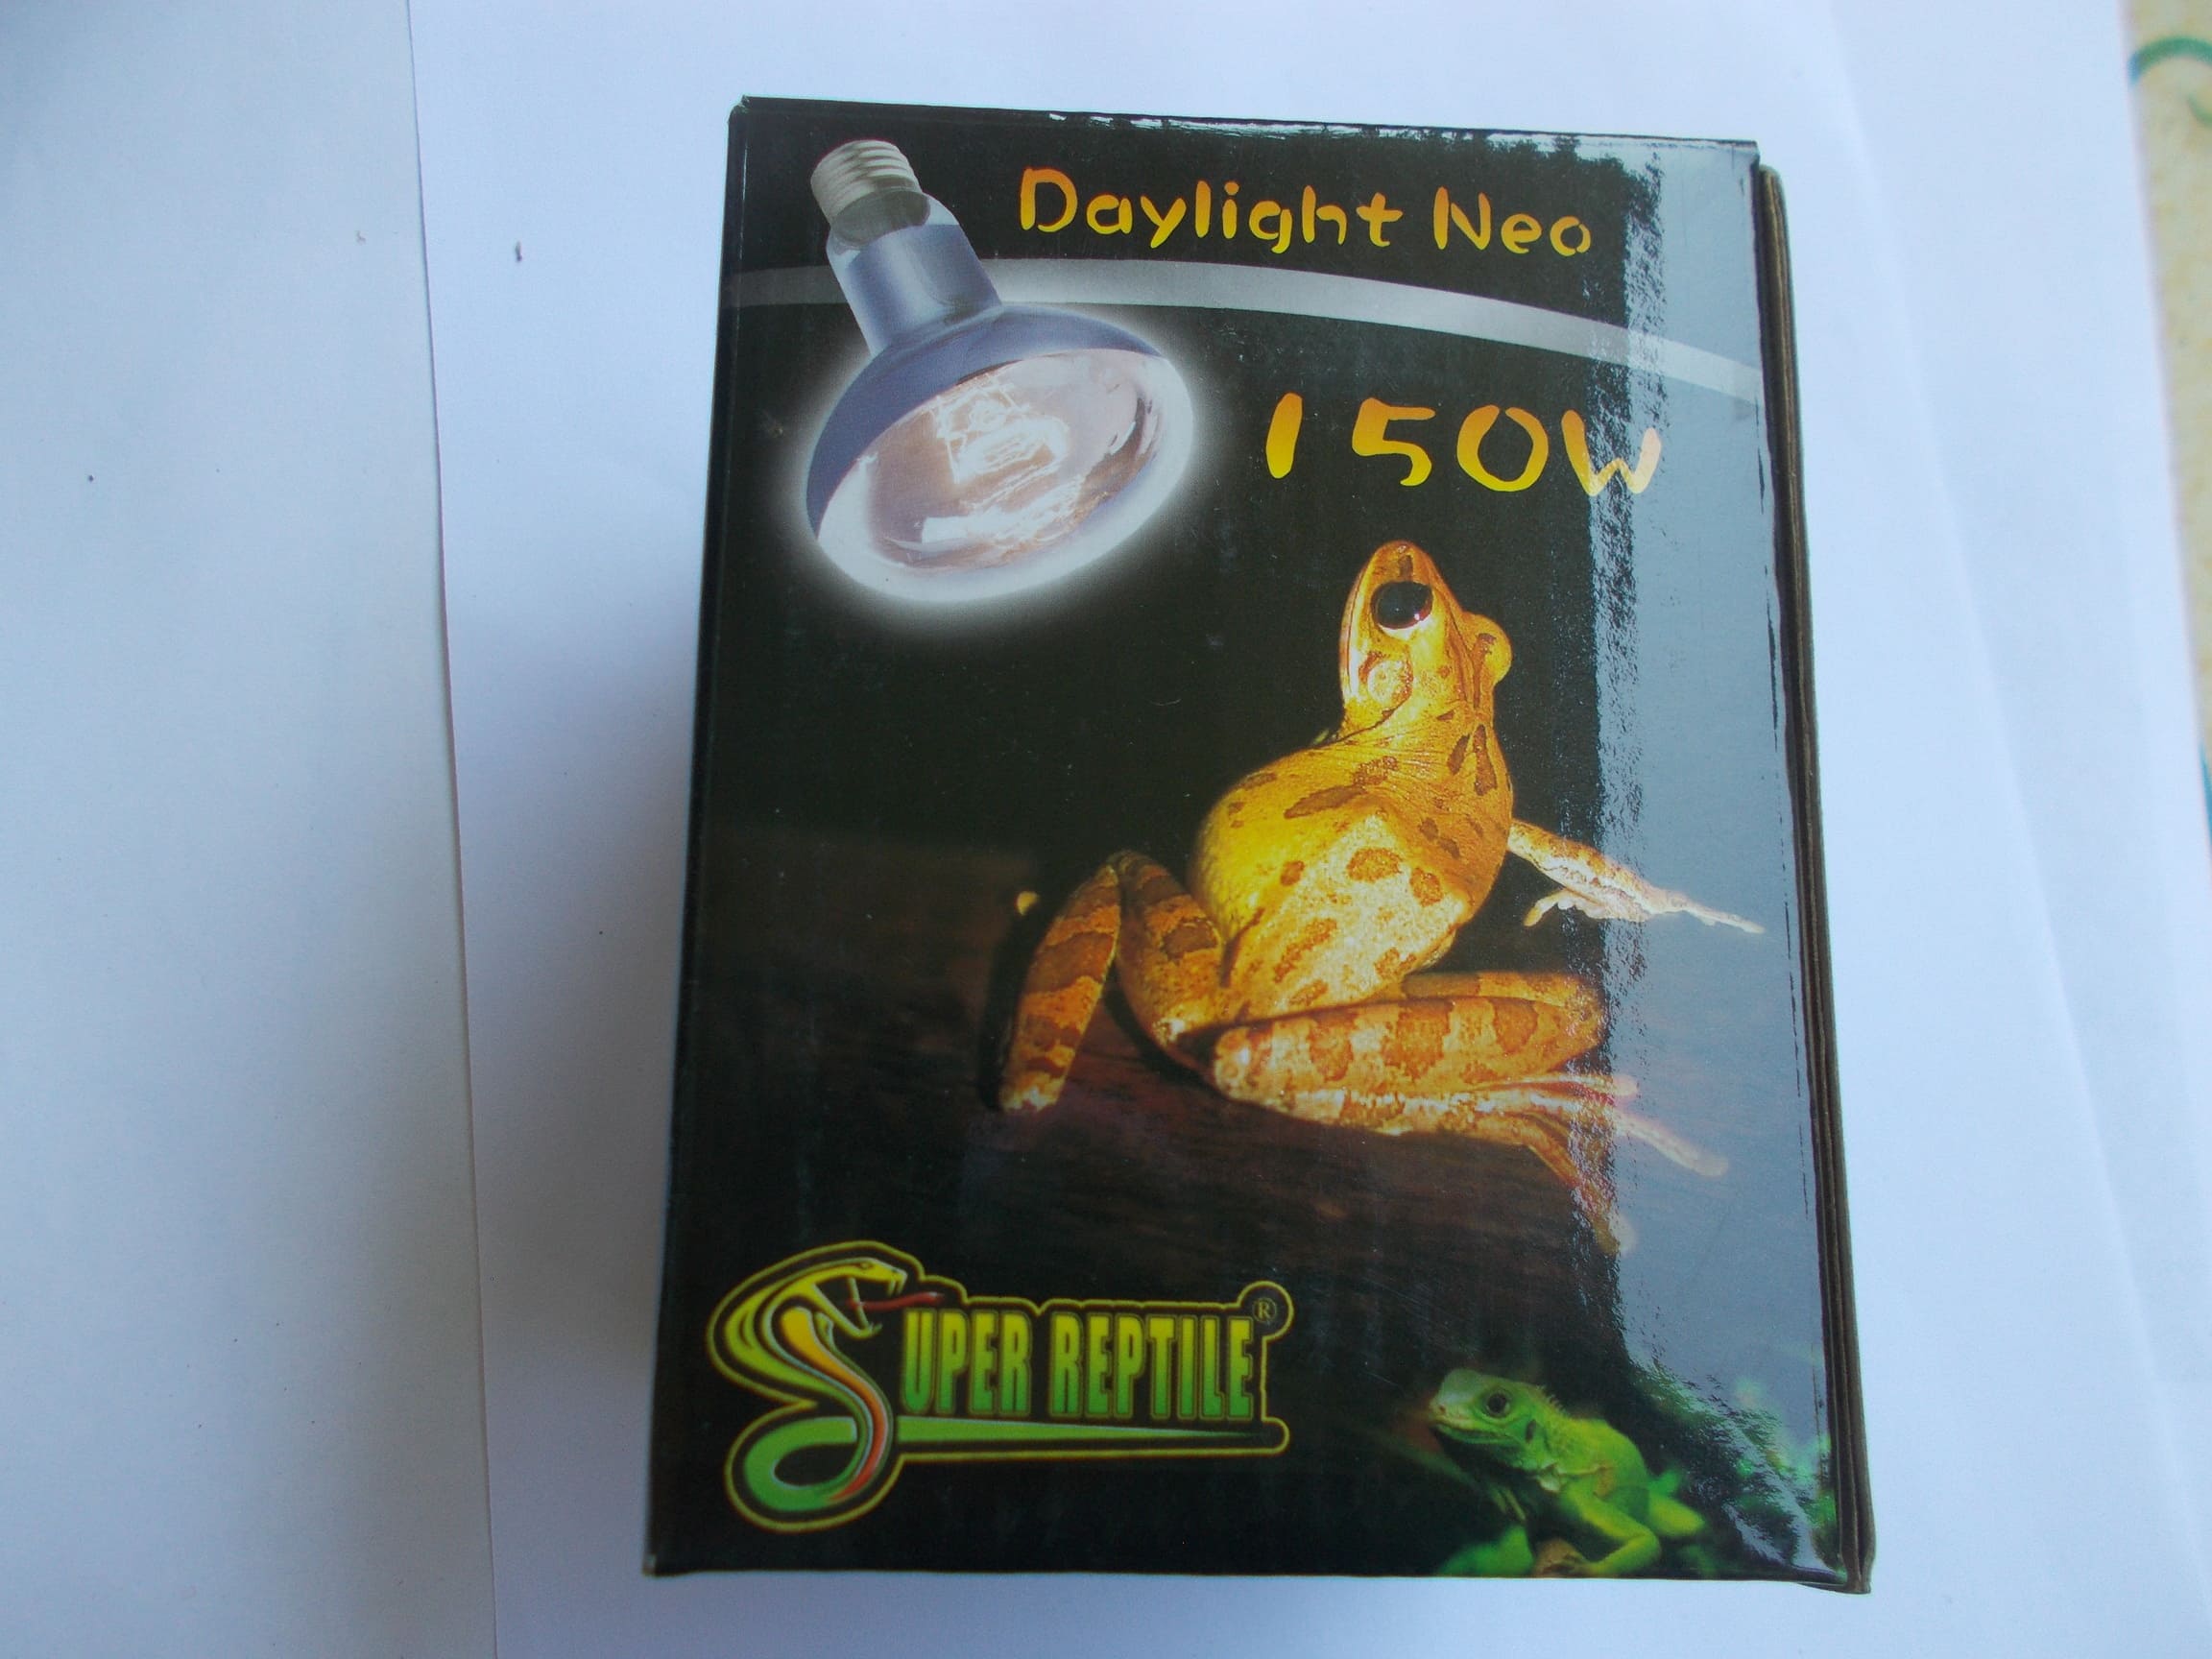 Daylight Neo
150W
SUPER REPTILE®